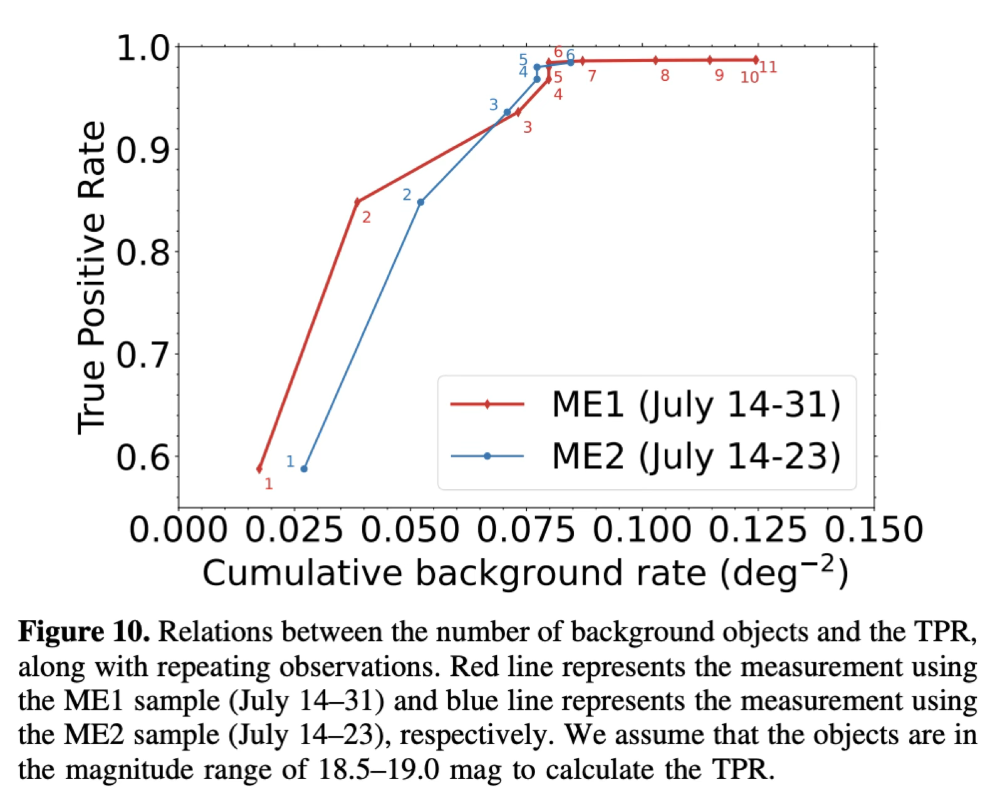 1.0
0.9
0.8
0.7
0.6
True Positive Rate
5
4
3
2
1
6
6
5
4
7
8
9
10
11
3
2
1
ME1 (July 14-31)
ME2 (July 14-23)
0.000 0.025 0.050 0.075 0.100 0.125 0.150
Cumulative background rate (deg⁻²)
Figure 10. Relations between the number of background objects and the TPR,
along with repeating observations. Red line represents the measurement using
the ME1 sample (July 14–31) and blue line represents the measurement using
the ME2 sample (July 14–23), respectively. We assume that the objects are in
the magnitude range of 18.5–19.0 mag to calculate the TPR.